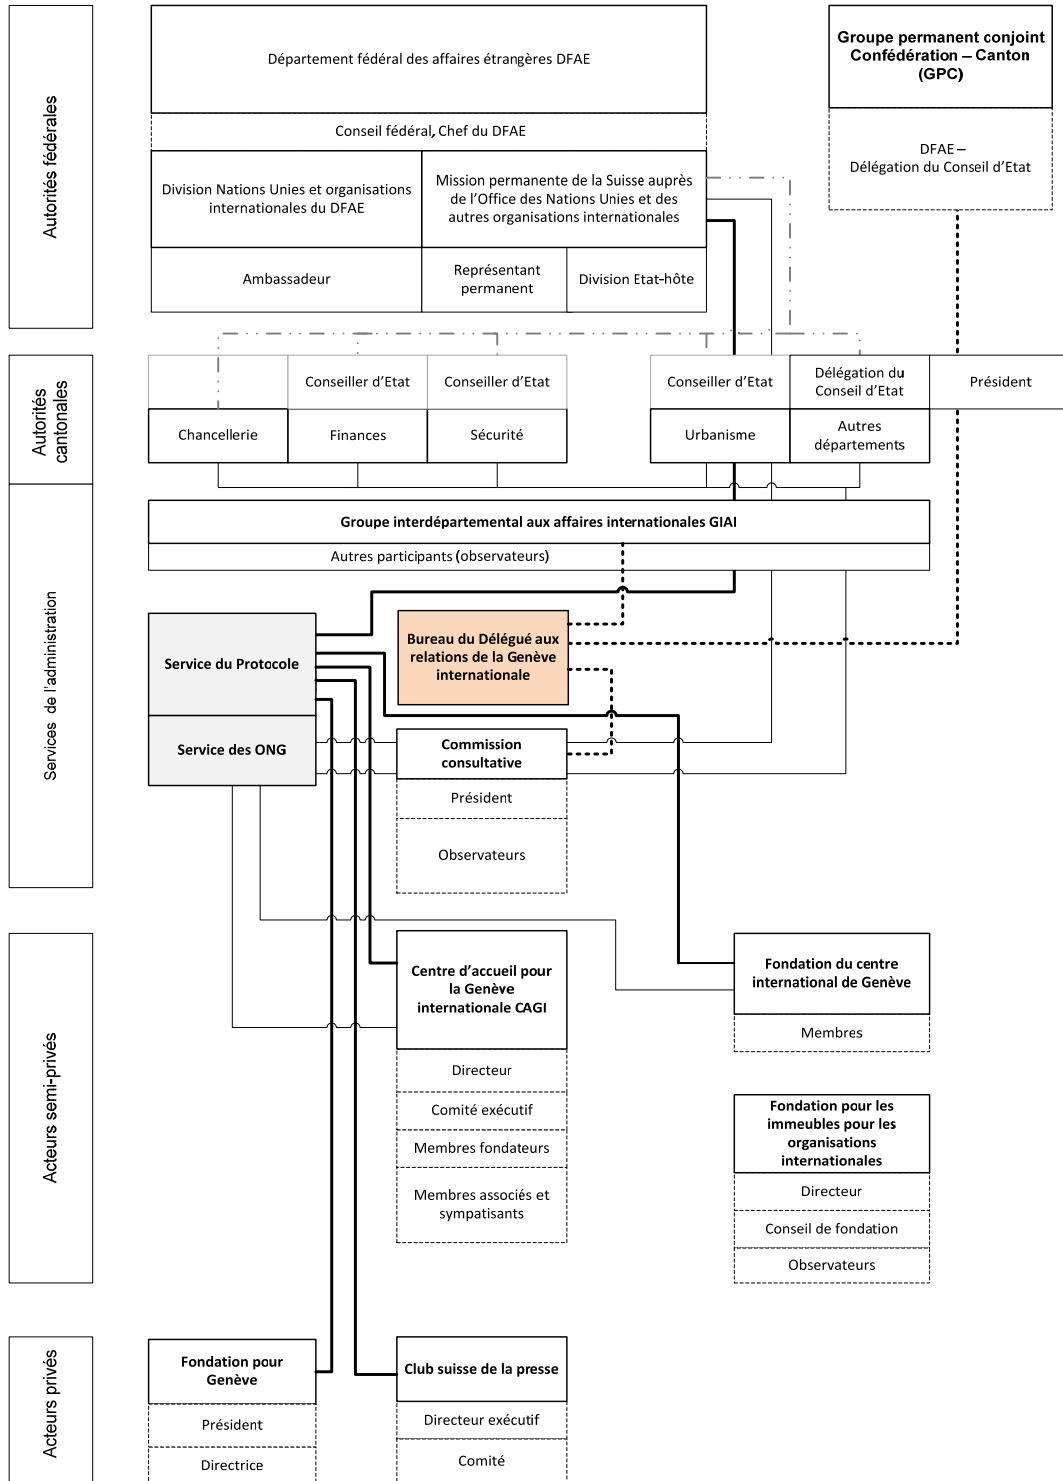 Autorités fédérales
Département fédéral des affaires étrangères DFAE
Conseil fédéral, Chef du DFAE
Division Nations Unies et organisations
internationales du DFAE
Mission permanente de la Suisse auprès
de l’Office des Nations Unies et des
autres organisations internationales
Ambassadeur
Représentant
permanent
Division Etat-hôte
Groupe permanent conjoint
Confédération – Canton
(GPC)
DFAE –
Délégation du Conseil d’Etat
Autorités
cantonales
Conseiller d’Etat
Conseiller d’Etat
Conseiller d’Etat
Délégation du
Conseil d’Etat
Président
Chancellerie
Finances
Sécurité
Urbanisme
Autres
départements
Services de l’administration
Groupe interdépartemental aux affaires internationales GIAI
Autres participants (observateurs)
Service du Protocole
Bureau du Délégué aux
relations de la Genève
internationale
Service des ONG
Commission
consultative
Président
Observateurs
Acteurs semi-privés
Centre d’accueil pour
la Genève
internationale CAGI
Directeur
Comité exécutif
Membres fondateurs
Membres associés et
sympatisants
Fondation du centre
international de Genève
Membres
Fondation pour les
immeubles pour les
organisations
internationales
Directeur
Conseil de fondation
Observateurs
Acteurs privés
Fondation pour
Genève
Président
Directrice
Club suisse de la presse
Directeur exécutif
Comité